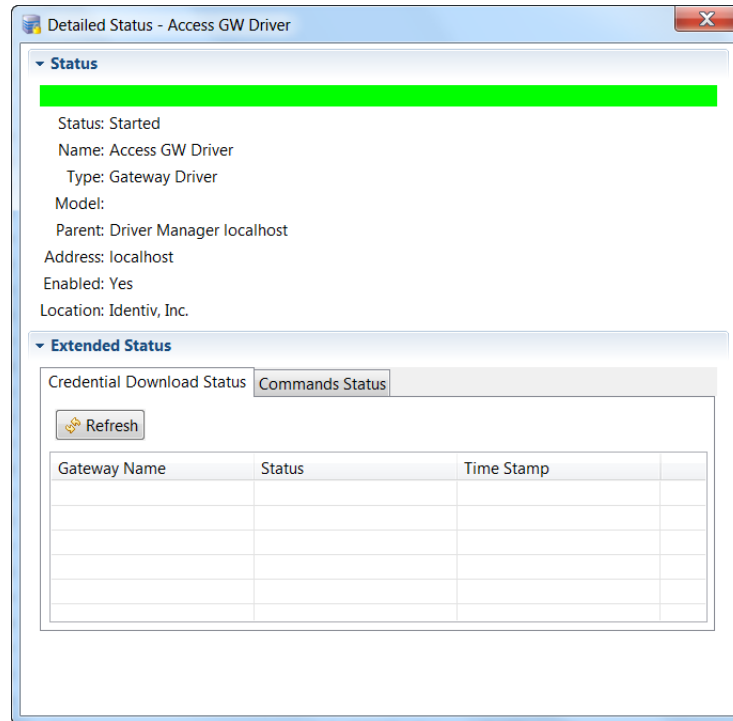 Detailed Status - Access GW Driver
Status
Status: Started
Name: Access GW Driver
Type: Gateway Driver
Model:
Parent: Driver Manager localhost
Address: localhost
Enabled: Yes
Location: Identiv, Inc.
Extended Status
Credential Download Status Commands Status
Refresh
Gateway Name Status Time Stamp